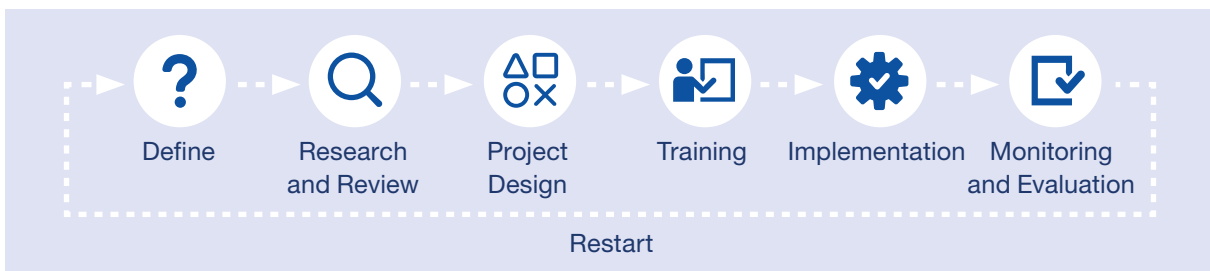 Define
Research
and Review
Project
Design
Training
Implementation
Monitoring
and Evaluation
Restart